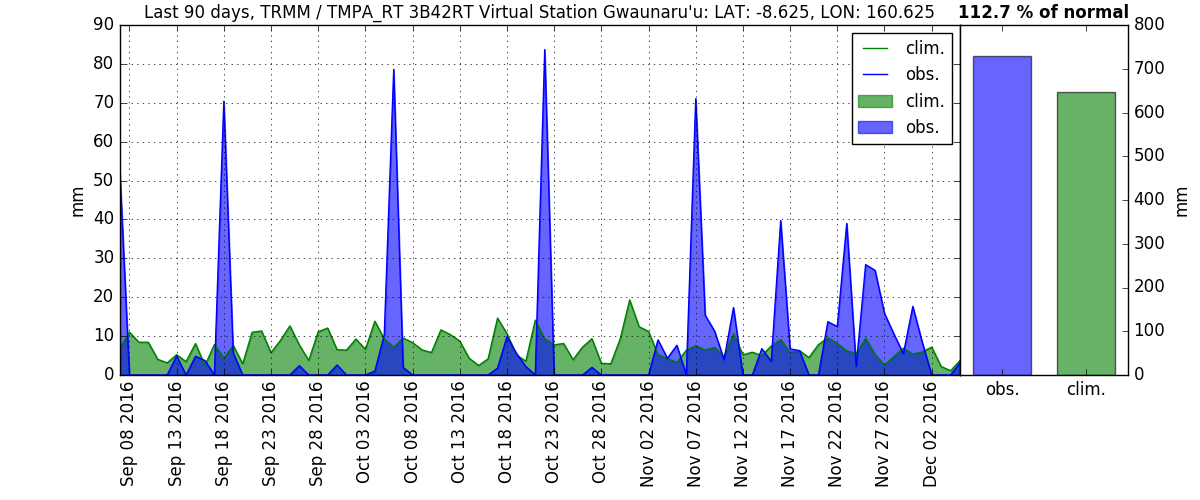 Last 90 days, TRMM / TMPA_RT 3B42RT Virtual Station Gwaunaru'u: LAT: -8.625, LON: 160.625
112.7 % of normal
90
80
70
60
50
40
30
20
10
0
mm
clim.
obs.
clim.
obs.
Sep 08 2016
Sep 13 2016
Sep 18 2016
Sep 23 2016
Sep 28 2016
Oct 03 2016
Oct 08 2016
Oct 13 2016
Oct 18 2016
Oct 23 2016
Oct 28 2016
Nov 02 2016
Nov 07 2016
Nov 12 2016
Nov 17 2016
Nov 22 2016
Nov 27 2016
Dec 02 2016
800
700
600
500
400
300
200
100
0
mm
obs.
clim.